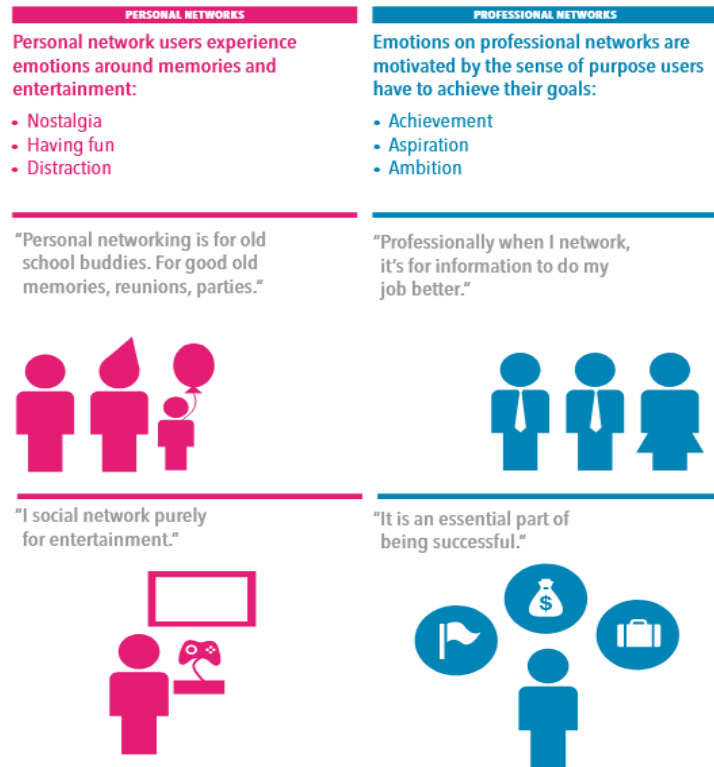 PERSONAL NETWORKS
Personal network users experience
emotions around memories and
entertainment:
• Nostalgia
• Having fun
• Distraction
"Personal networking is for old
school buddies. For good old
memories, reunions, parties."
"I social network purely
for entertainment."
PROFESSIONAL NETWORKS
Emotions on professional networks are
motivated by the sense of purpose users
have to achieve their goals:
• Achievement
• Aspiration
• Ambition
"Professionally when I network,
it's for information to do my
job better."
"It is an essential part of
being successful."
$